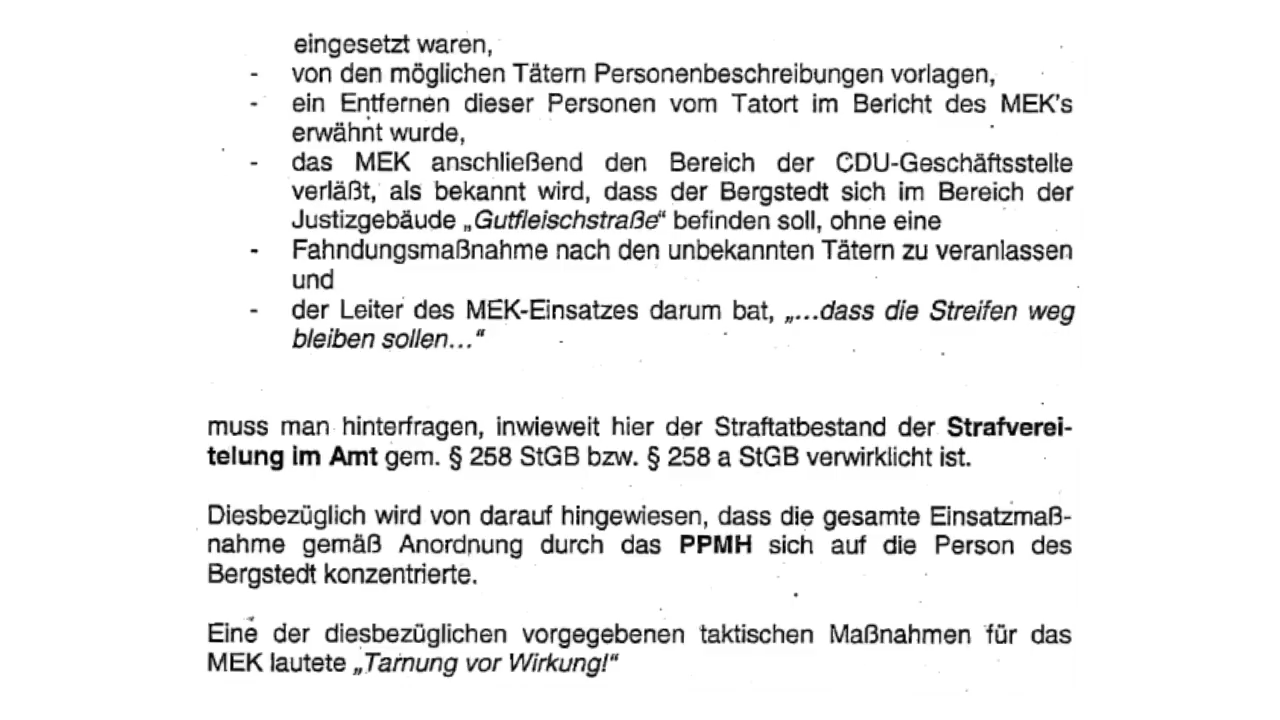 eingesetzt waren,
- von den möglichen Tätern Personenbeschreibungen vorlagen,
- ein Entfernen dieser Personen vom Tatort im Bericht des MEK's
erwähnt wurde,
- das MEK anschließend den Bereich der CDU-Geschäftsstelle
verläßt, als bekannt wird, dass der Bergstedt sich im Bereich der
Justizgebäude „Gutfleischstraße“ befinden soll, ohne eine
- Fahndungsmaßnahme nach den unbekannten Tätern zu veranlassen
und
- der Leiter des MEK-Einsatzes darum bat, „...dass die Streifen weg
bleiben sollen...“
muss man hinterfragen, inwieweit hier der Straftatbestand der Strafverei-
telung im Amt gem. § 258 StGB bzw. § 258 a StGB verwirklicht ist.
Diesbezüglich wird von darauf hingewiesen, dass die gesamte Einsatzmaß-
nahme gemäß Anordnung durch das PPMH sich auf die Person des
Bergstedt konzentrierte.
Eine der diesbezüglichen vorgegebenen taktischen Maßnahmen für das
MEK lautete „Tarnung vor Wirkung!“